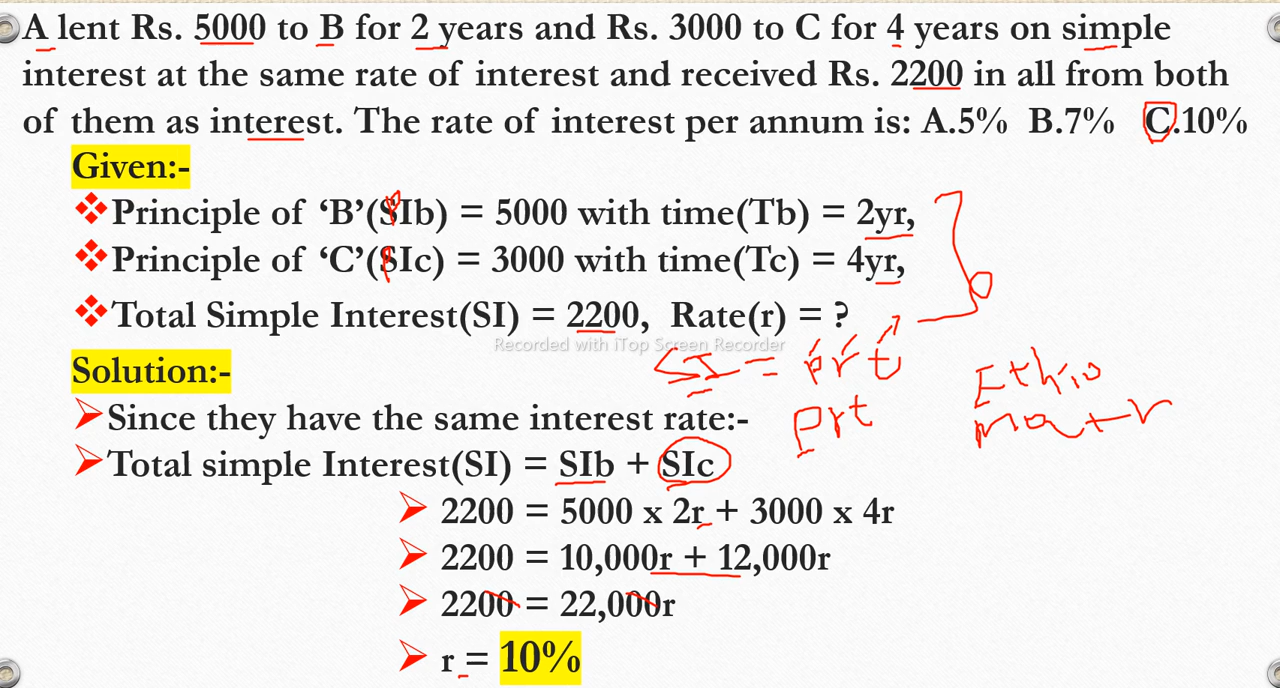 A lent Rs. 5000 to B for 2 years and Rs. 3000 to C for 4 years on simple
interest at the same rate of interest and received Rs. 2200 in all from both
of them as interest. The rate of interest per annum is: A.5% B.7% C.10%
Given:-
❖Principle of ‘B’(SIb) = 5000 with time(Tb) = 2yr,
❖Principle of ‘C’(SIc) = 3000 with time(Tc) = 4yr,
❖Total Simple Interest(SI) = 2200, Rate(r) = ?
Recorded with iTop Screen Recorder
SI = prt
Solution:-
Ethio
➢Since they have the same interest rate:-
prt
➢Total simple Interest(SI) = SIb + SIc
➢ 2200 = 5000 x 2r + 3000 x 4r
➢ 2200 = 10,000r + 12,000r
➢ 2200 = 22,000r
➢ r = 10%